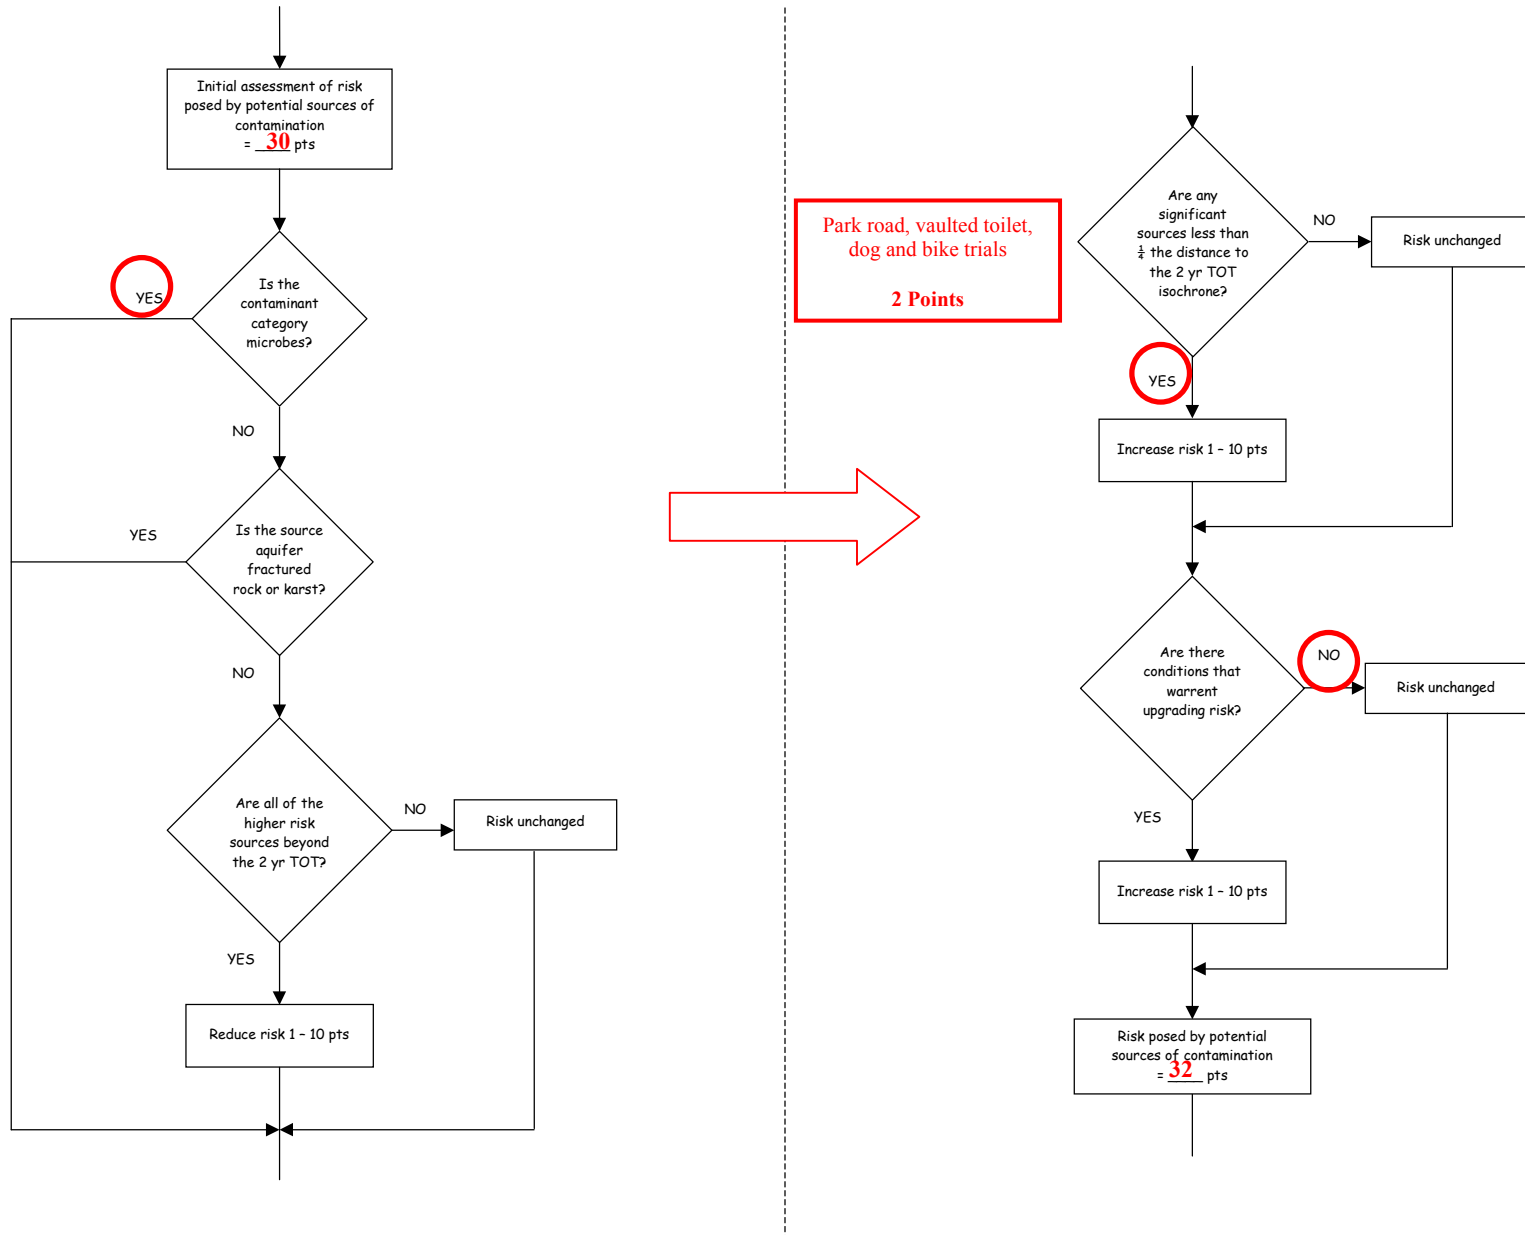 Initial assessment of risk
posed by potential sources of
contamination
= 30 pts
Is the
contaminant
category
microbes?
YES
NO
Is the source
aquifer
fractured
rock or karst?
YES
NO
Are all of the
higher risk
sources beyond
the 2 yr TOT?
NO
Risk unchanged
YES
Reduce risk 1 – 10 pts
Park road, vaulted toilet,
dog and bike trials
2 Points
Are any
significant
sources less than
¼ the distance to
the 2 yr TOT
isochrone?
NO
Risk unchanged
YES
Increase risk 1 – 10 pts
Are there
conditions that
warrent
upgrading risk?
NO
Risk unchanged
YES
Increase risk 1 – 10 pts
Risk posed by potential
sources of contamination
= 32 pts